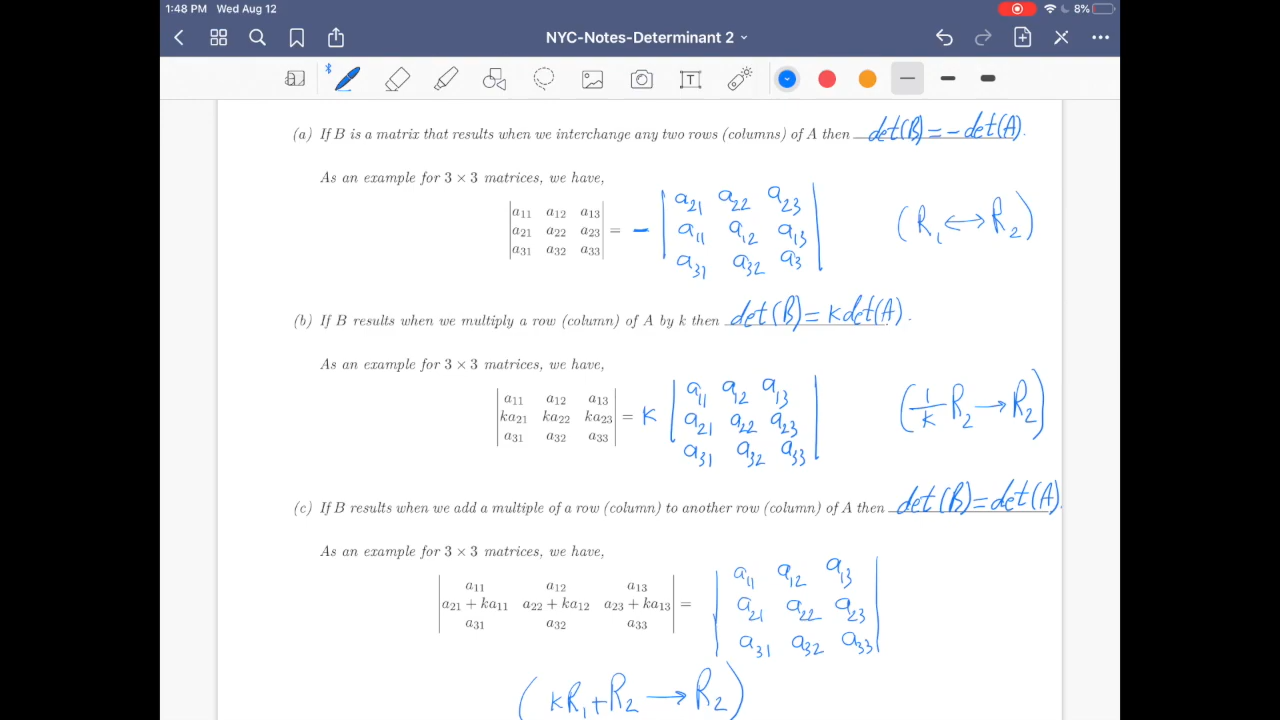 1:48 PM Wed Aug 12 8%
NYC-Notes-Determinant 2
T
(a) If B is a matrix that results when we interchange any two rows (columns) of A then det(B) = - det(A).
As an example for 3 × 3 matrices, we have,
|a11 a12 a13| |a21 a22 a23|
|a21 a22 a23| = - |a11 a12 a13| (R1 ↔ R2)
|a31 a32 a33| |a31 a32 a3|
(b) If B results when we multiply a row (column) of A by k then det(B) = k det(A).
As an example for 3 × 3 matrices, we have,
|a11 a12 a13| |a11 a12 a13|
|ka21 ka22 ka23| = k |a21 a22 a23| (1/k R2 → R2)
|a31 a32 a33| |a31 a32 a33|
(c) If B results when we add a multiple of a row (column) to another row (column) of A then det(B) = det(A).
As an example for 3 × 3 matrices, we have,
|a11 a12 a13| |a11 a12 a13|
|a21 + ka11 a22 + ka12 a23 + ka13| = |a21 a22 a23|
|a31 a32 a33| |a31 a32 a33|
(kR1 + R2 → R2)